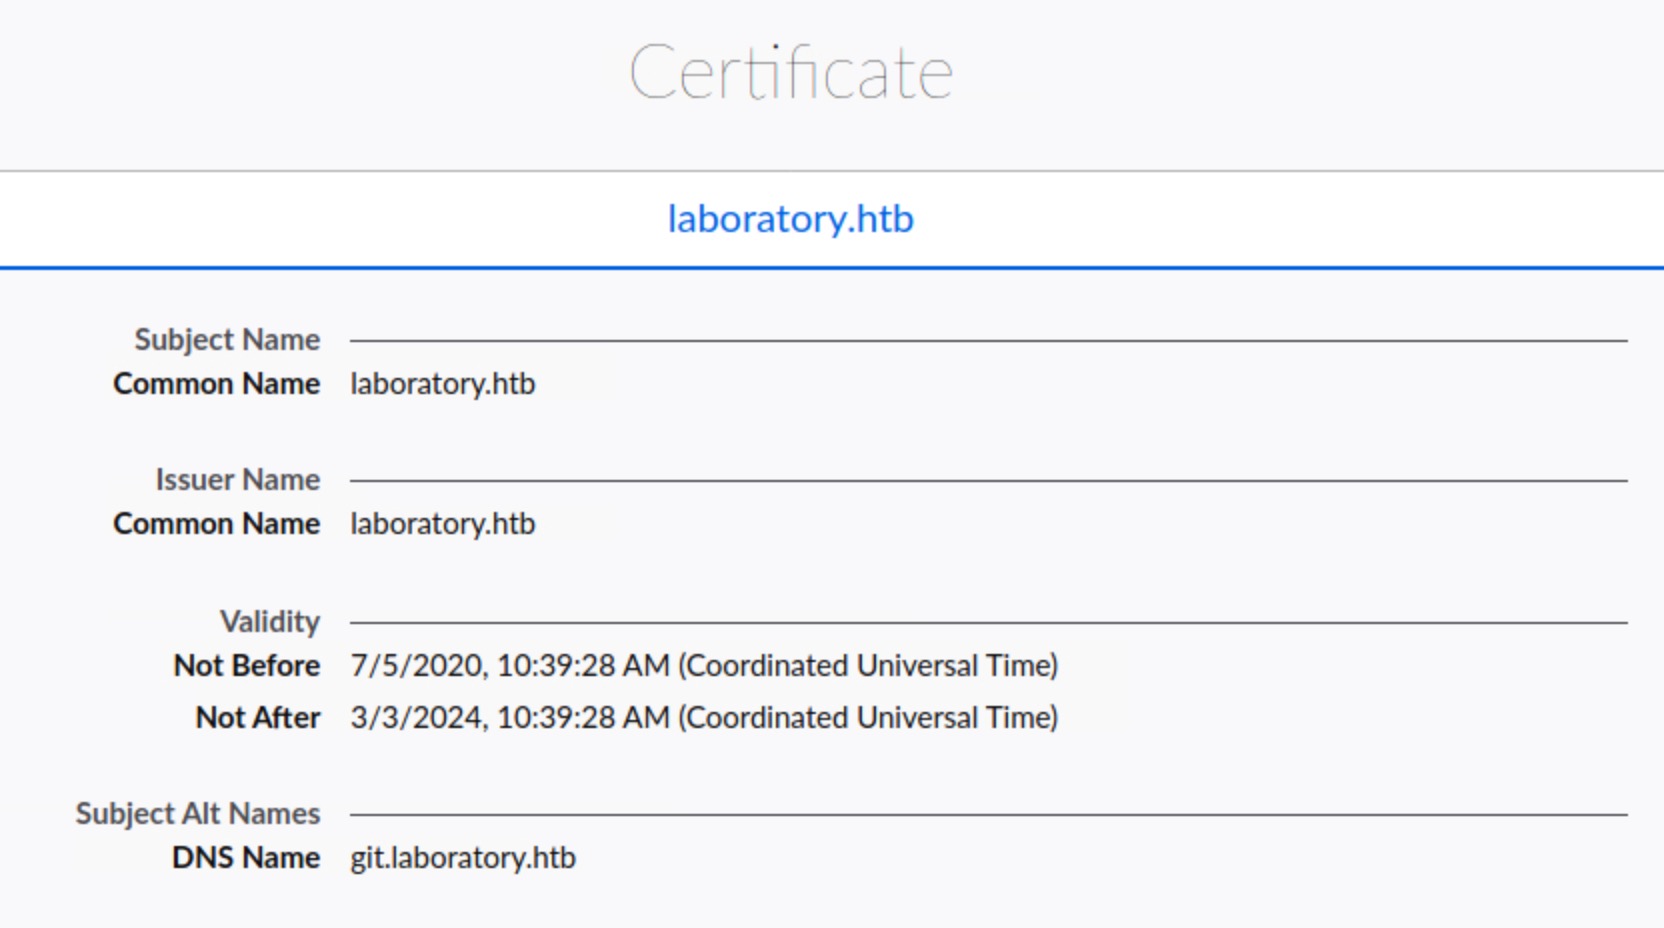 Certificate
laboratory.htb
Subject Name
Common Name laboratory.htb
Issuer Name
Common Name laboratory.htb
Validity
Not Before 7/5/2020, 10:39:28 AM (Coordinated Universal Time)
Not After 3/3/2024, 10:39:28 AM (Coordinated Universal Time)
Subject Alt Names
DNS Name git.laboratory.htb